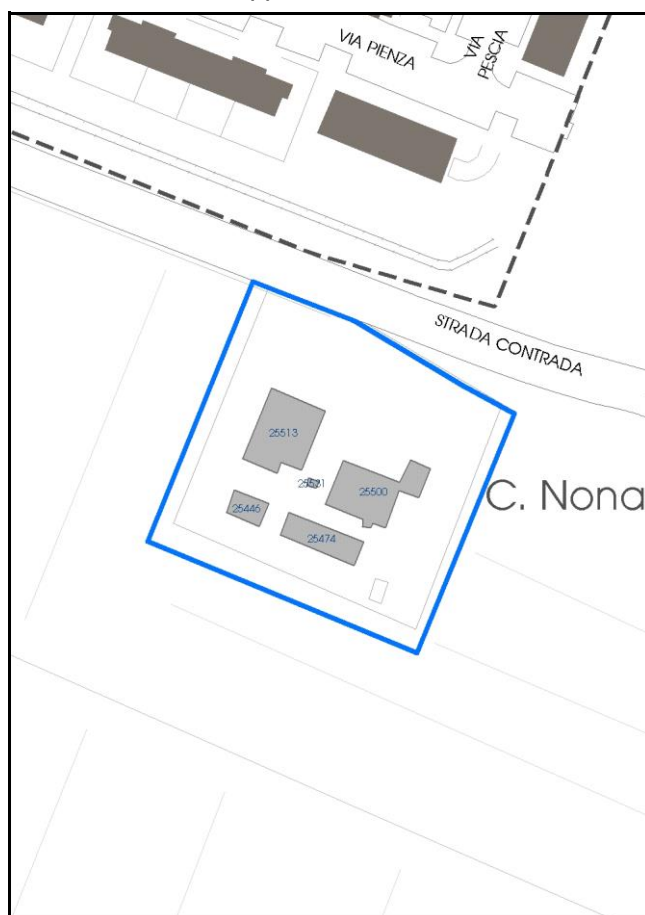 VIA PIENZA
VIA PESCIA
STRADA CONTRADA
25513
25500
C. Nona
25446
25474